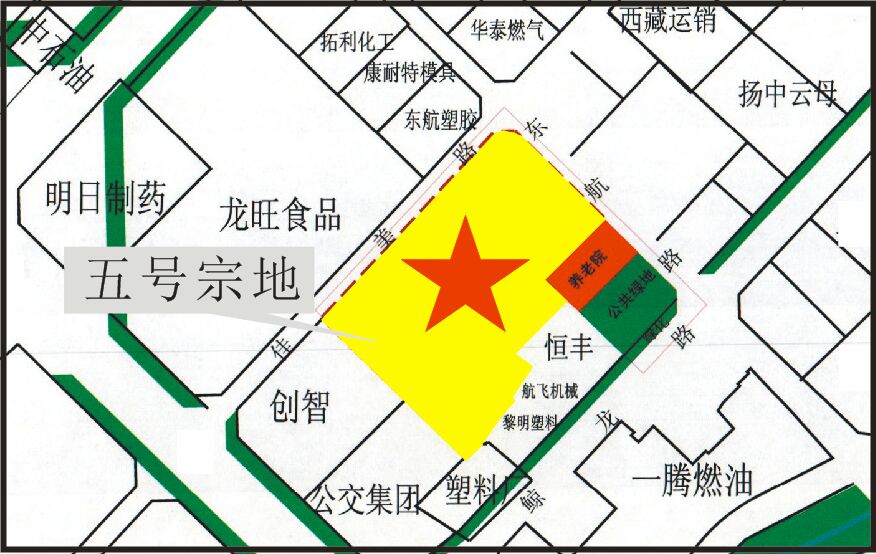 西藏运销
华泰燃气
中石油
拓利化工
康耐特模具
扬中云母
东航塑胶
东航路
佳美路
明日制药
龙旺食品
五号宗地
养老院
公共绿地
绿化
恒丰
创智
航飞机械
黎明塑料
鲸龙路
一腾燃油
公交集团
塑料厂